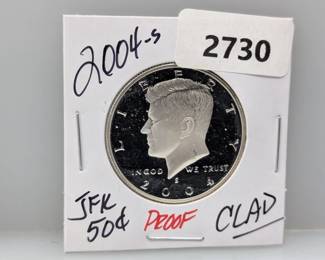 2730
2004-S
LIBERTY
IN GOD WE TRUST
S
2004
JFK
50¢
PROOF
CLAD